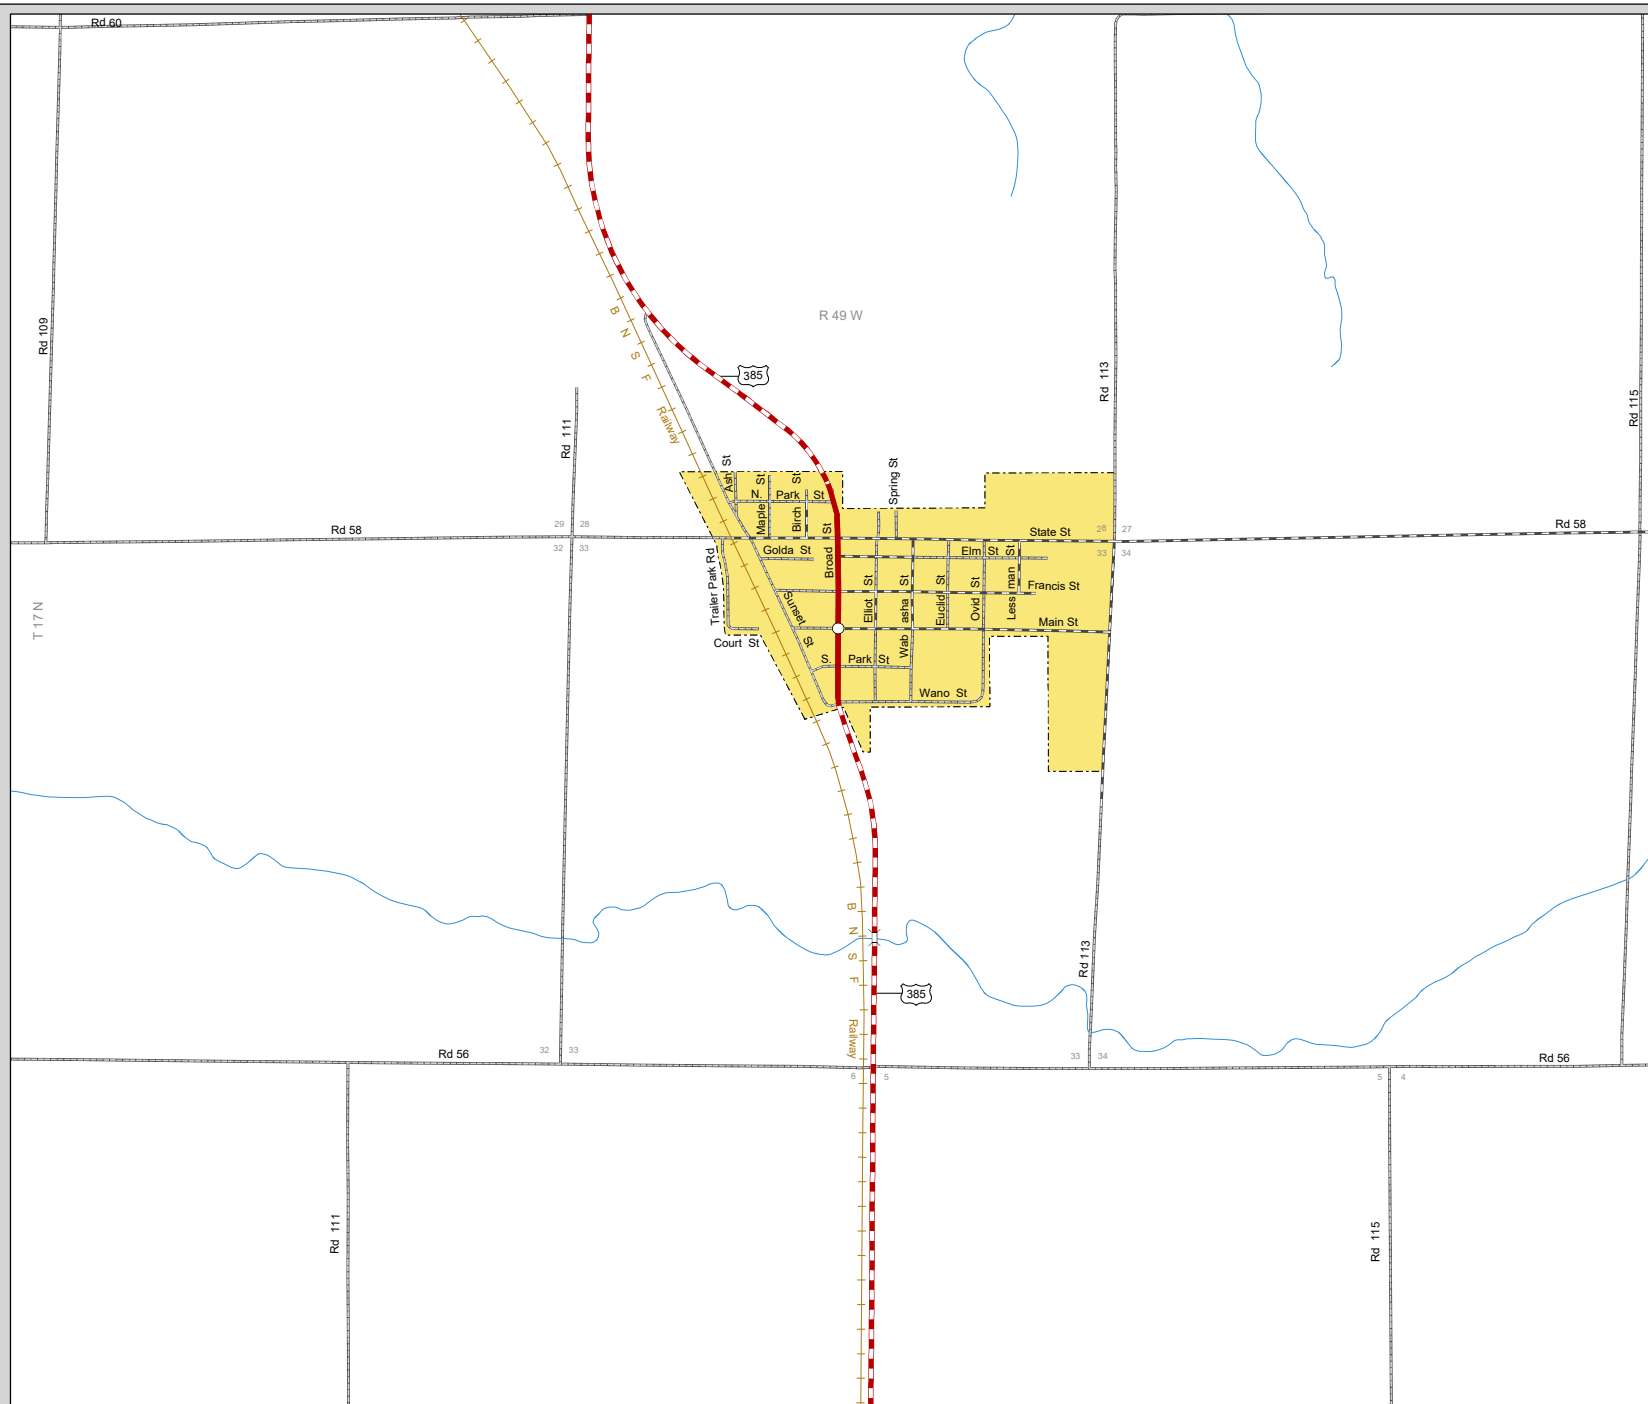 Rd 60
R 49 W
Rd 109
B N S F Railway
385
Rd 113
Rd 115
Rd 111
Ash St
Maple St
Birch St
Spring St
N. Park St
Broad St
Rd 58
29 28
32 33
State St
28 27
33 34
Rd 58
Golda St
Elm St
Trailer Park Rd
Francis St
T 17 N
Sunset St
Elliot St
Wabasha St
Euclid St
Ovid St
Lessman St
Main St
Court St
S. Park St
Wano St
B N S F Railway
Rd 113
385
Rd 56
32 33
33 34
Rd 56
6 5
5 4
Rd 111
Rd 115